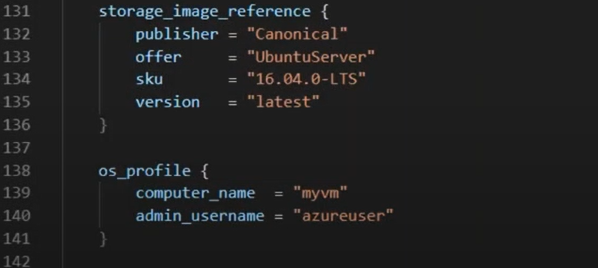 131 storage_image_reference {
132 publisher = "Canonical"
133 offer = "UbuntuServer"
134 sku = "16.04.0-LTS"
135 version = "latest"
136 }
137
138 os_profile {
139 computer_name = "myvm"
140 admin_username = "azureuser"
141 }
142